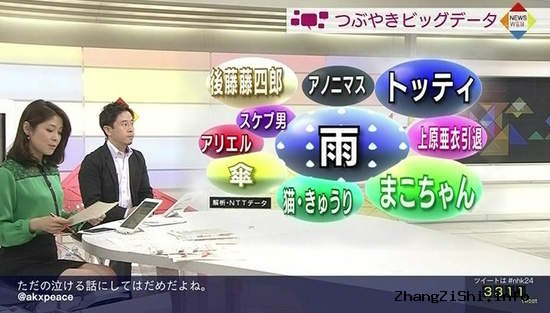 つぶやきビッグデータ
NEWS
WEB
後藤藤四郎
アノニマス
トッティ
スケブ男
アリエル
雨
上原亜衣引退
傘
猫・きゅうり
まこちゃん
解析・NTTデータ
ただの泣ける話にしてはだめだよね。
@akxpeace
ツイートは #nhk24
3311
tweet
ZhangZiShi.Info